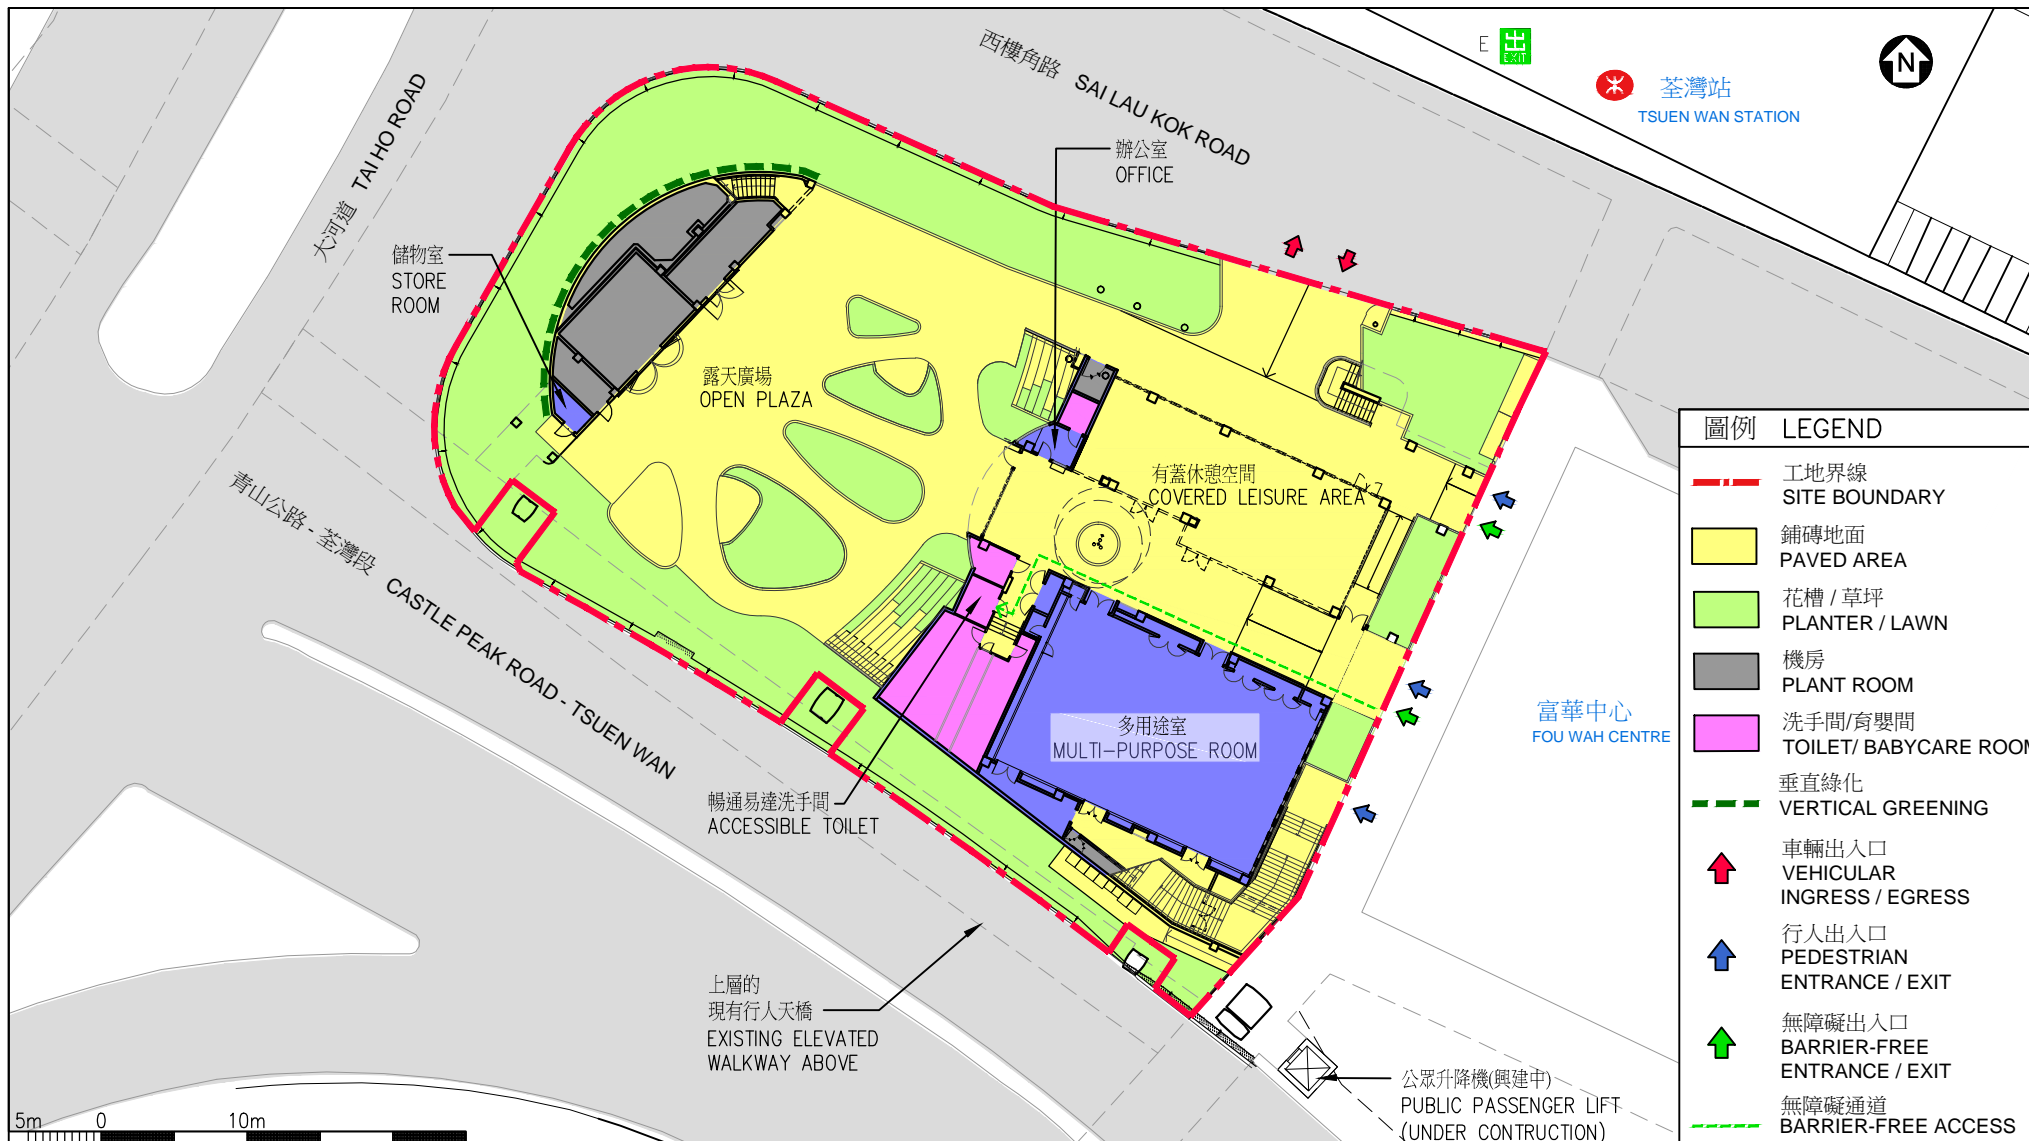 西樓角路 SAI LAU KOK ROAD
E 出
EXIT
荃灣站
TSUEN WAN STATION
N
大河道 TAI HO ROAD
辦公室
OFFICE
儲物室
STORE
ROOM
露天廣場
OPEN PLAZA
有蓋休憩空間
COVERED LEISURE AREA
青山公路 - 荃灣段 CASTLE PEAK ROAD - TSUEN WAN
多用途室
MULTI-PURPOSE ROOM
富華中心
FOU WAH CENTRE
暢通易達洗手間
ACCESSIBLE TOILET
上層的
現有行人天橋
EXISTING ELEVATED
WALKWAY ABOVE
公眾升降機(興建中)
PUBLIC PASSENGER LIFT
(UNDER CONTRUCTION)
5m 0 10m
圖例 LEGEND
工地界線
SITE BOUNDARY
鋪磚地面
PAVED AREA
花槽 / 草坪
PLANTER / LAWN
機房
PLANT ROOM
洗手間/育嬰間
TOILET/ BABYCARE ROOM
垂直綠化
VERTICAL GREENING
車輛出入口
VEHICULAR
INGRESS / EGRESS
行人出入口
PEDESTRIAN
ENTRANCE / EXIT
無障礙出入口
BARRIER-FREE
ENTRANCE / EXIT
無障礙通道
BARRIER-FREE ACCESS